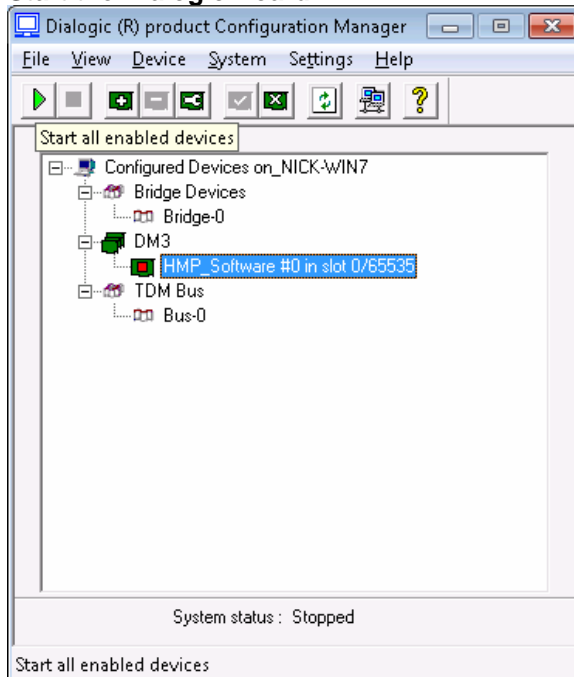 Dialogic (R) product Configuration Manager
File View Device System Settings Help
Start all enabled devices
Configured Devices on_NICK-WIN7
Bridge Devices
Bridge-0
DM3
HMP_Software #0 in slot 0/65535
TDM Bus
Bus-0
System status : Stopped
Start all enabled devices